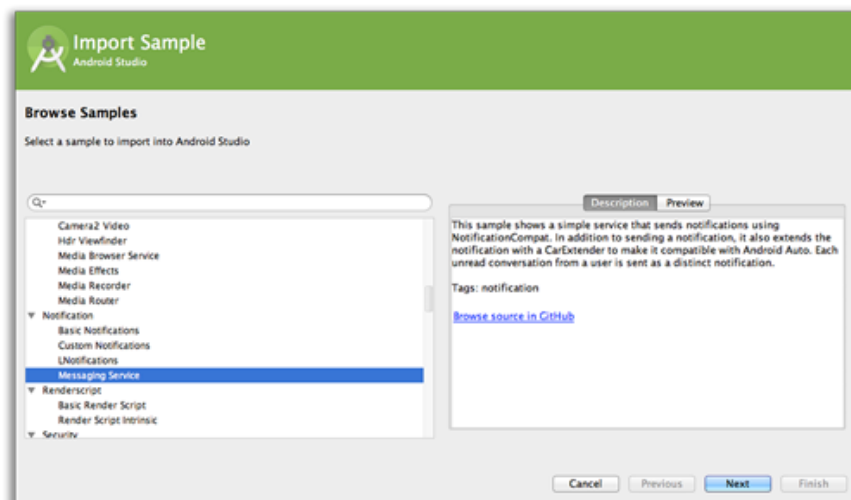 Import Sample
Android Studio
Browse Samples
Select a sample to import into Android Studio
Camera2 Video
Hdr Viewfinder
Media Browser Service
Media Effects
Media Recorder
Media Router
Notification
Basic Notifications
Custom Notifications
LNotifications
Messaging Service
Renderscript
Basic Render Script
Render Script Intrinsic
Security
Description Preview
This sample shows a simple service that sends notifications using
NotificationCompat. In addition to sending a notification, it also extends the
notification with a CarExtender to make it compatible with Android Auto. Each
unread conversation from a user is sent as a distinct notification.
Tags: notification
Browse source in GitHub
Cancel Previous Next Finish